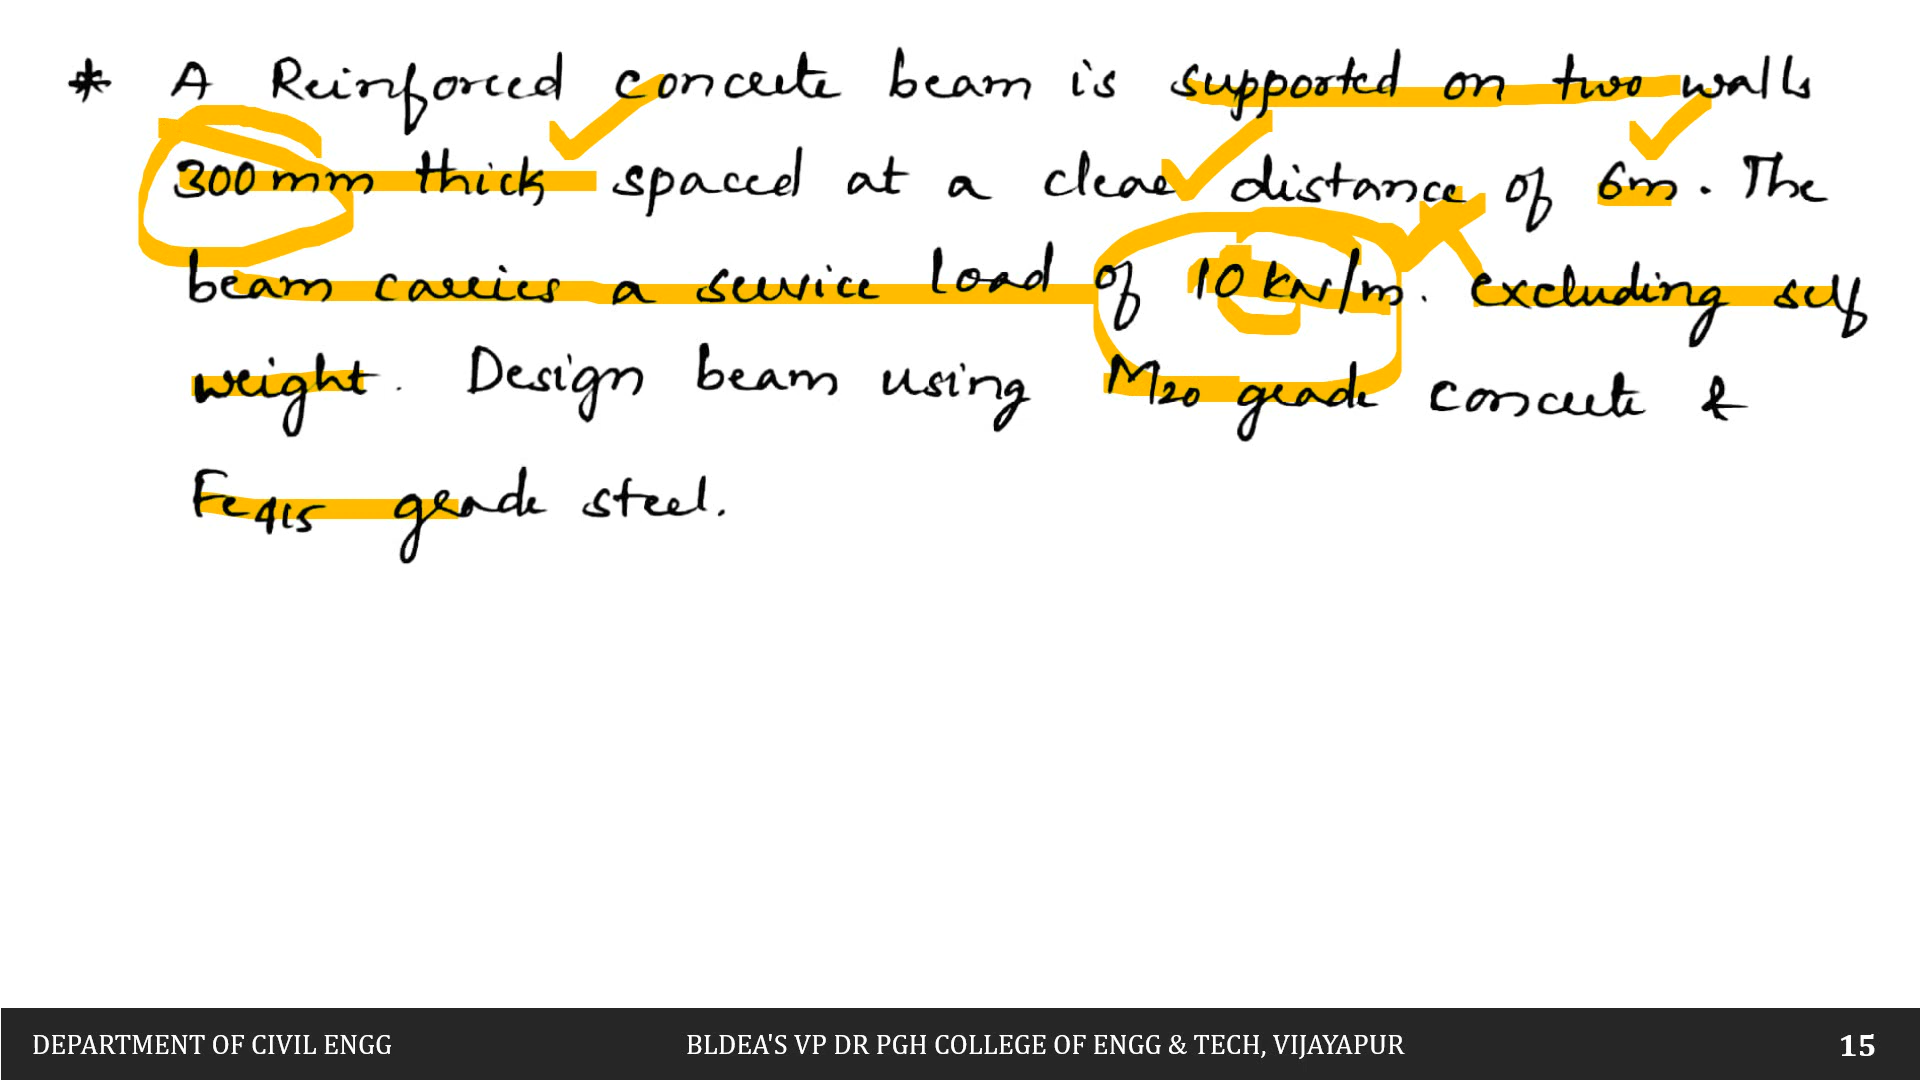 * A Reinforced concrete beam is supported on two walls
300mm thick spaced at a clear distance of 6m. The
beam carries a service load of 10 kN/m. excluding self
weight. Design beam using M20 grade concrete &
Fe415 grade steel.
DEPARTMENT OF CIVIL ENGG BLDEA'S VP DR PGH COLLEGE OF ENGG & TECH, VIJAYAPUR 15